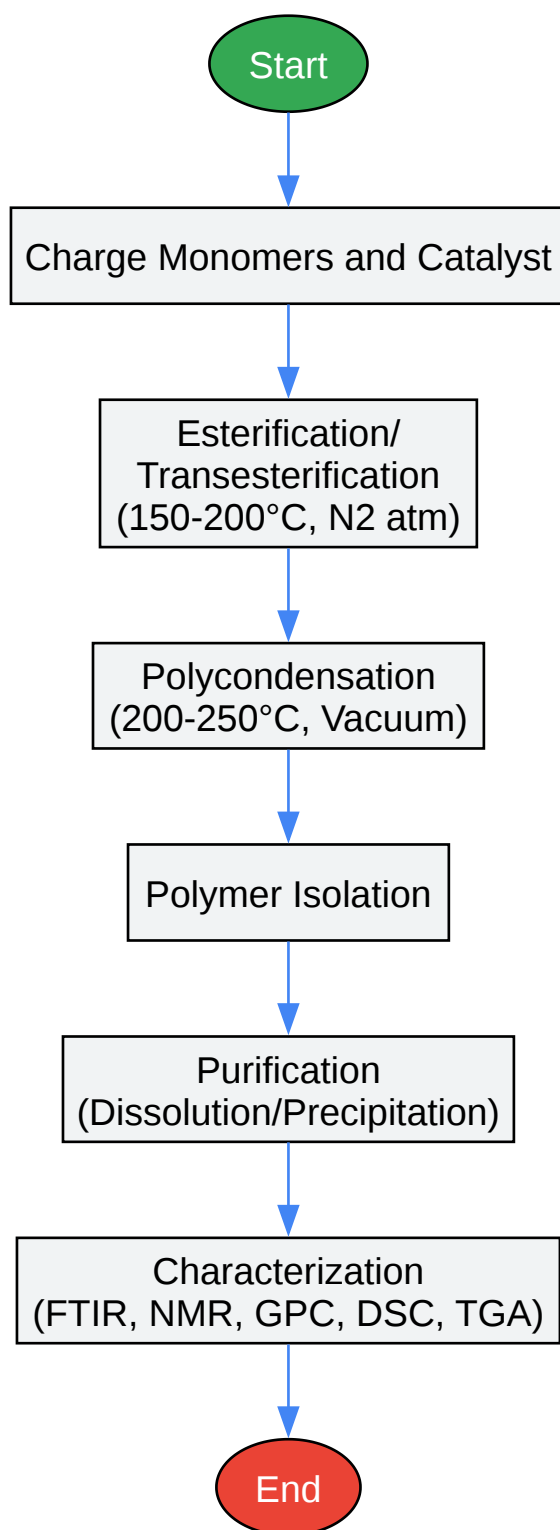 Start
Charge Monomers and Catalyst
Esterification/
Transesterification
(150-200°C, N2 atm)
Polycondensation
(200-250°C, Vacuum)
Polymer Isolation
Purification
(Dissolution/Precipitation)
Characterization
(FTIR, NMR, GPC, DSC, TGA)
End